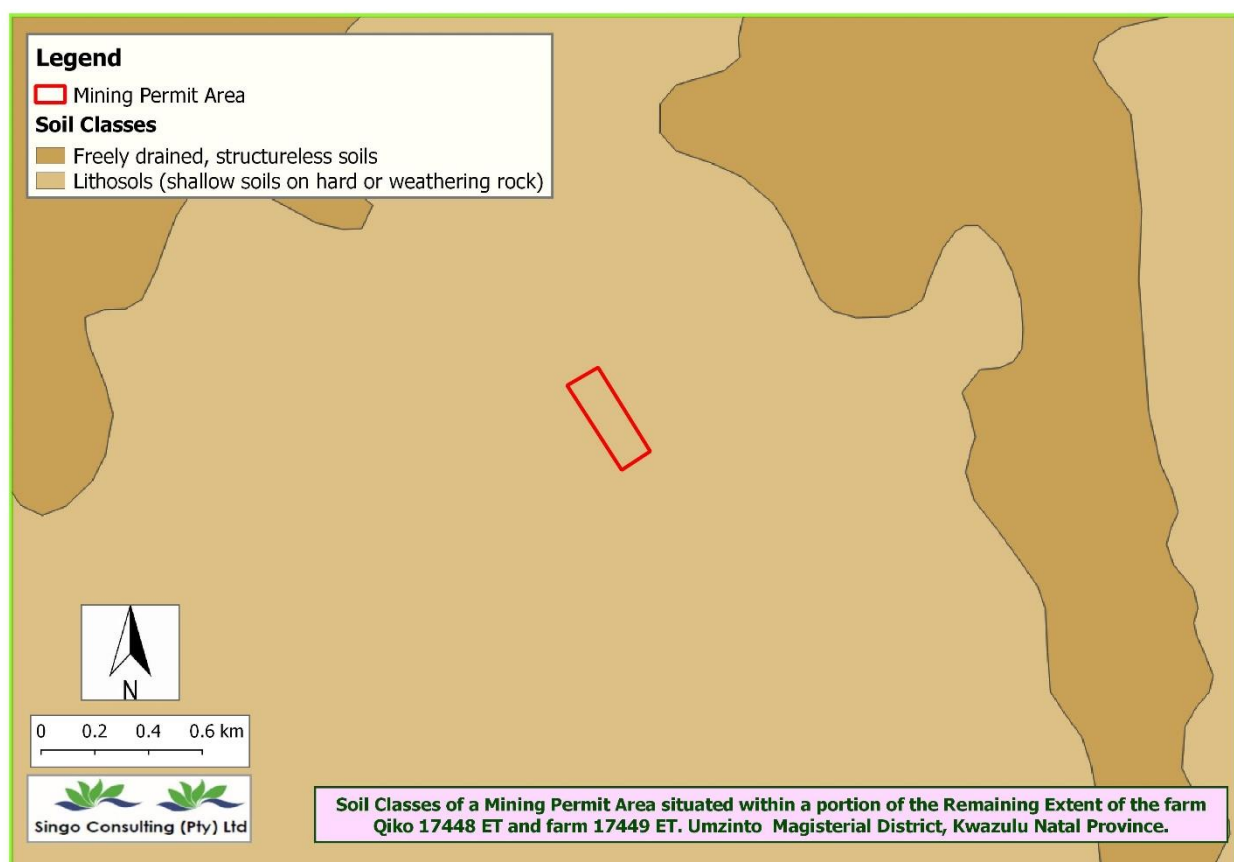 Legend
Mining Permit Area
Soil Classes
Freely drained, structureless soils
Lithosols (shallow soils on hard or weathering rock)
N
0 0.2 0.4 0.6 km
Singo Consulting (Pty) Ltd
Soil Classes of a Mining Permit Area situated within a portion of the Remaining Extent of the farm
Qiko 17448 ET and farm 17449 ET. Umzinto Magisterial District, Kwazulu Natal Province.